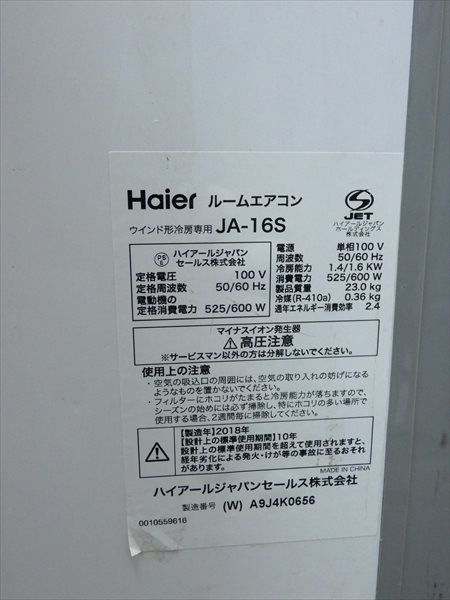 Haier ルームエアコン
ウインド形冷房専用 JA-16S
JET
ハイアールジャパン
ホールディングス
株式会社
PS
E
ハイアールジャパン
セールス株式会社
定格電圧 100 V
定格周波数 50/60 Hz
電動機の
定格消費電力 525/600 W
電源 単相100 V
周波数 50/60 Hz
冷房能力 1.4/1.6 KW
消費電力 525/600 W
製品質量 23.0 kg
冷媒(R-410a) 0.36 kg
通年エネルギー消費効率 2.4
マイナスイオン発生器
高圧注意
※サービスマン以外の方は分解しないでください。
使用上の注意
・空気の吸込口の周囲には、空気の取り入れの妨げになる
ようなものを置かないでください。
・フィルターにホコリがたまると冷房能力が落ちますので、
シーズンの始めには必ず掃除し、特にホコリの多い場所で
使用する場合、2週間毎に掃除してください。
【製造年】2018年
【設計上の標準使用期間】10年
設計上の標準使用期間を超えて使用されますと、
経年劣化による発火・けが等の事故に至るおそれ
があります。
MADE IN CHINA
ハイアールジャパンセールス株式会社
製造番号 (W) A9J4K0656
0010559616